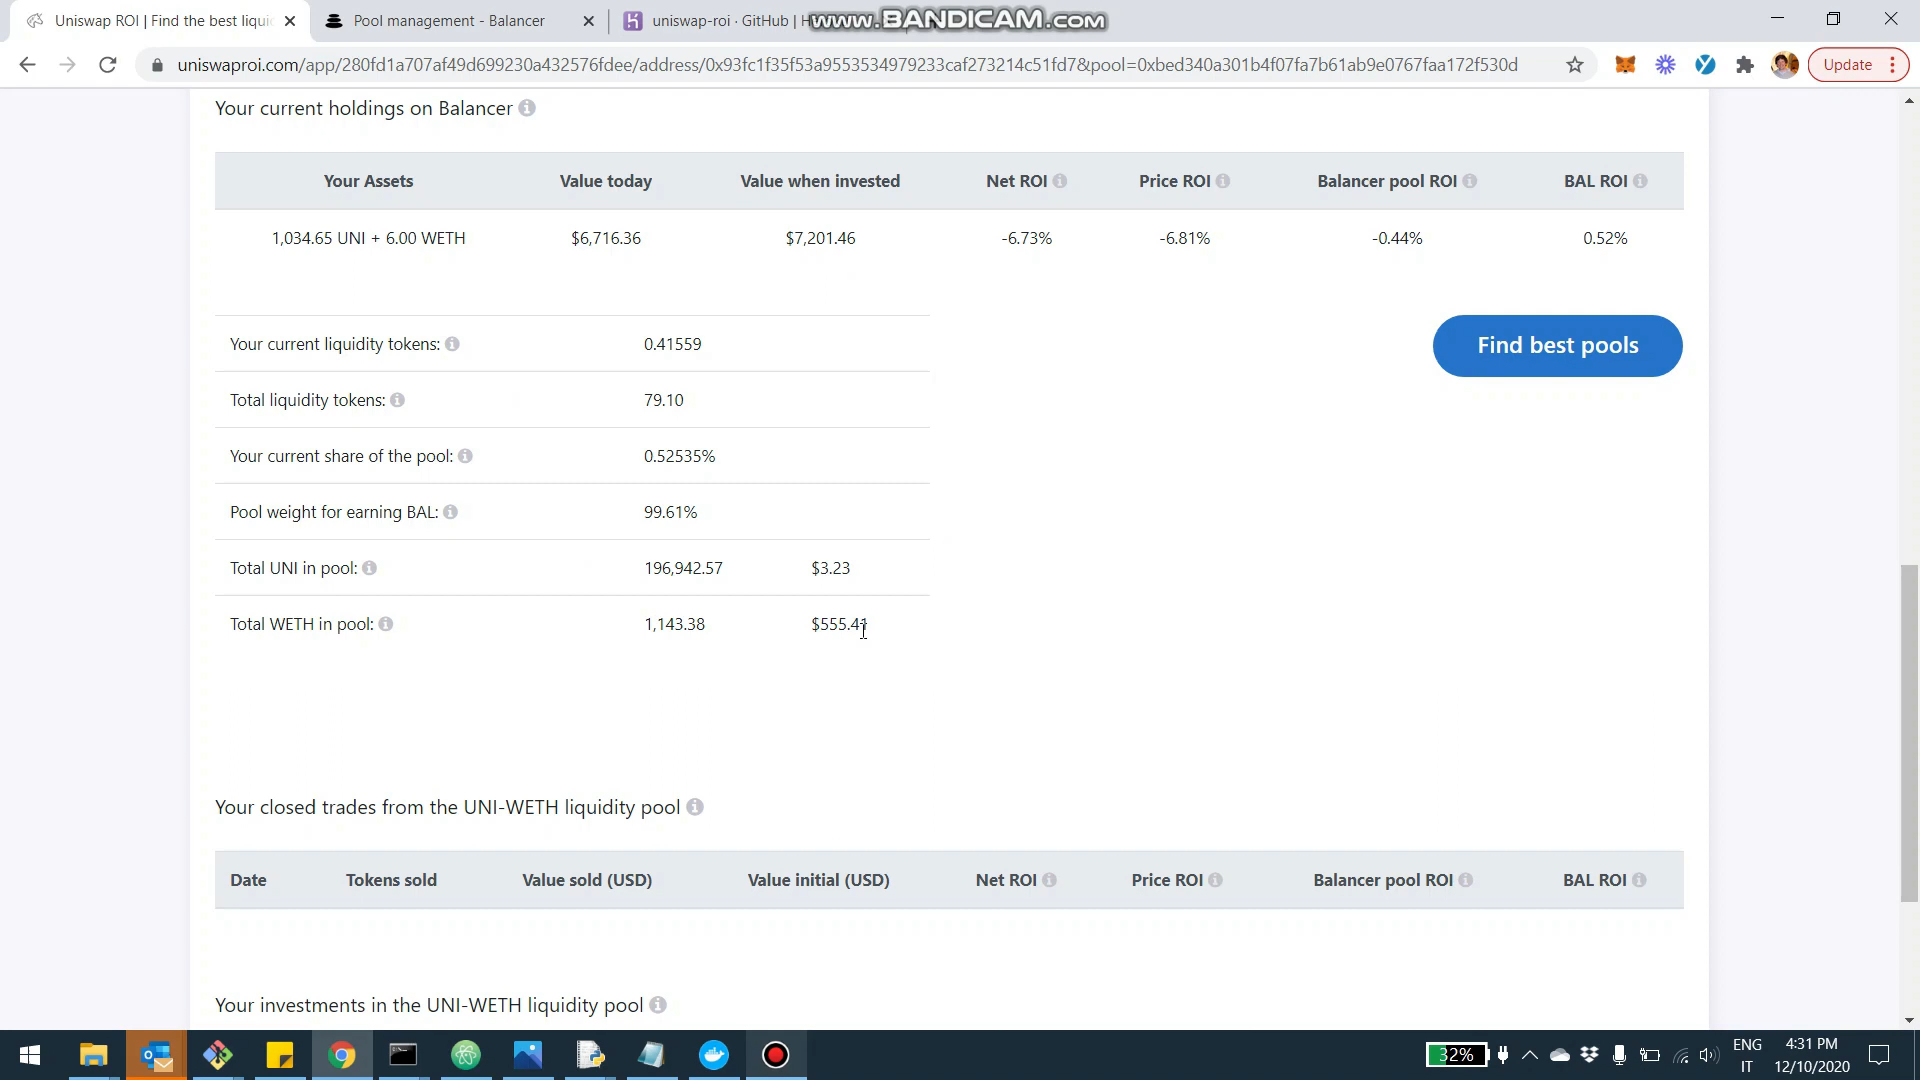 Uniswap ROI | Find the best liquic
Pool management - Balancer
uniswap-roi · GitHub | H
www.BANDICAM.com
uniswaproi.com/app/280fd1a707af49d699230a432576fdee/address/0x93fc1f35f53a9553534979233caf273214c51fd7&pool=0xbed340a301b4f07fa7b61ab9e0767faa172f530d
Update
Your current holdings on Balancer
Your Assets Value today Value when invested Net ROI Price ROI Balancer pool ROI BAL ROI
1,034.65 UNI + 6.00 WETH $6,716.36 $7,201.46 -6.73% -6.81% -0.44% 0.52%
Your current liquidity tokens: 0.41559
Find best pools
Total liquidity tokens: 79.10
Your current share of the pool: 0.52535%
Pool weight for earning BAL: 99.61%
Total UNI in pool: 196,942.57 $3.23
Total WETH in pool: 1,143.38 $555.41
Your closed trades from the UNI-WETH liquidity pool
Date Tokens sold Value sold (USD) Value initial (USD) Net ROI Price ROI Balancer pool ROI BAL ROI
Your investments in the UNI-WETH liquidity pool
32%
ENG
IT
4:31 PM
12/10/2020